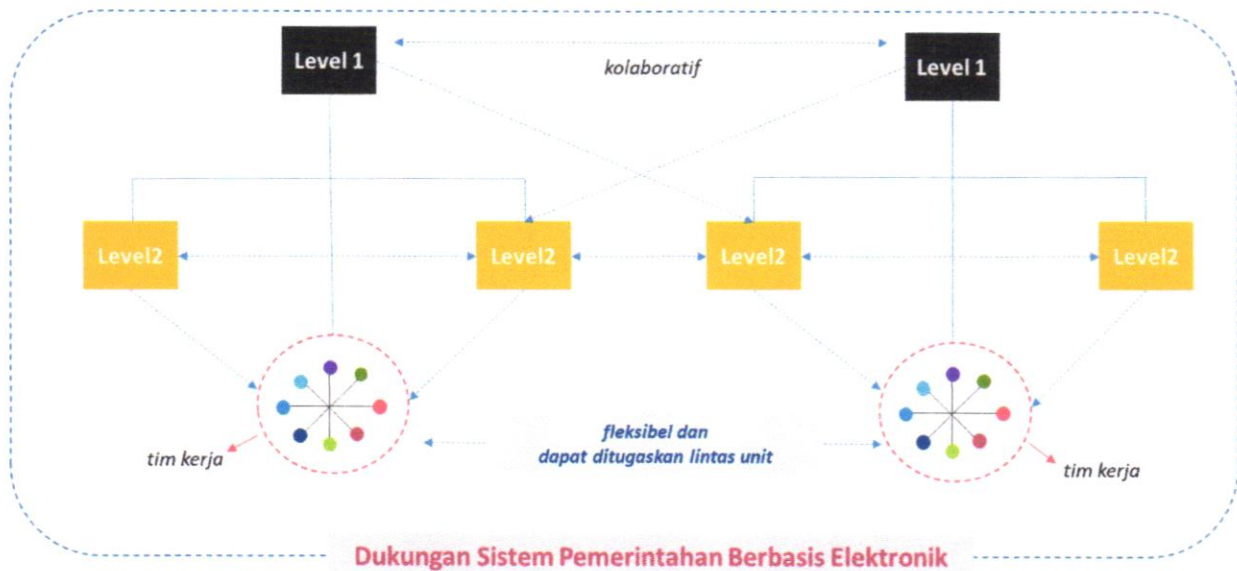 Level 1
Level 1
kolaboratif
Level2
Level2
Level2
Level2
fleksibel dan
dapat ditugaskan lintas unit
tim kerja
tim kerja
Dukungan Sistem Pemerintahan Berbasis Elektronik